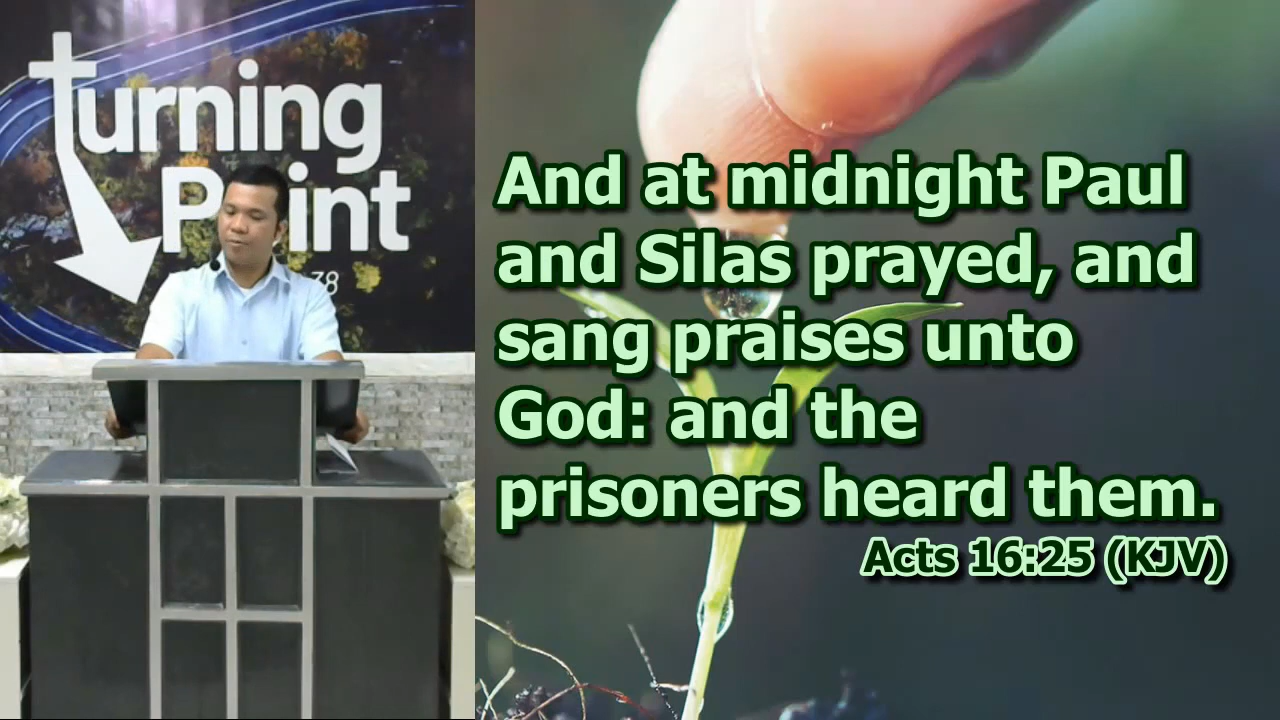 turning
Point
38
And at midnight Paul
and Silas prayed, and
sang praises unto
God: and the
prisoners heard them.
Acts 16:25 (KJV)